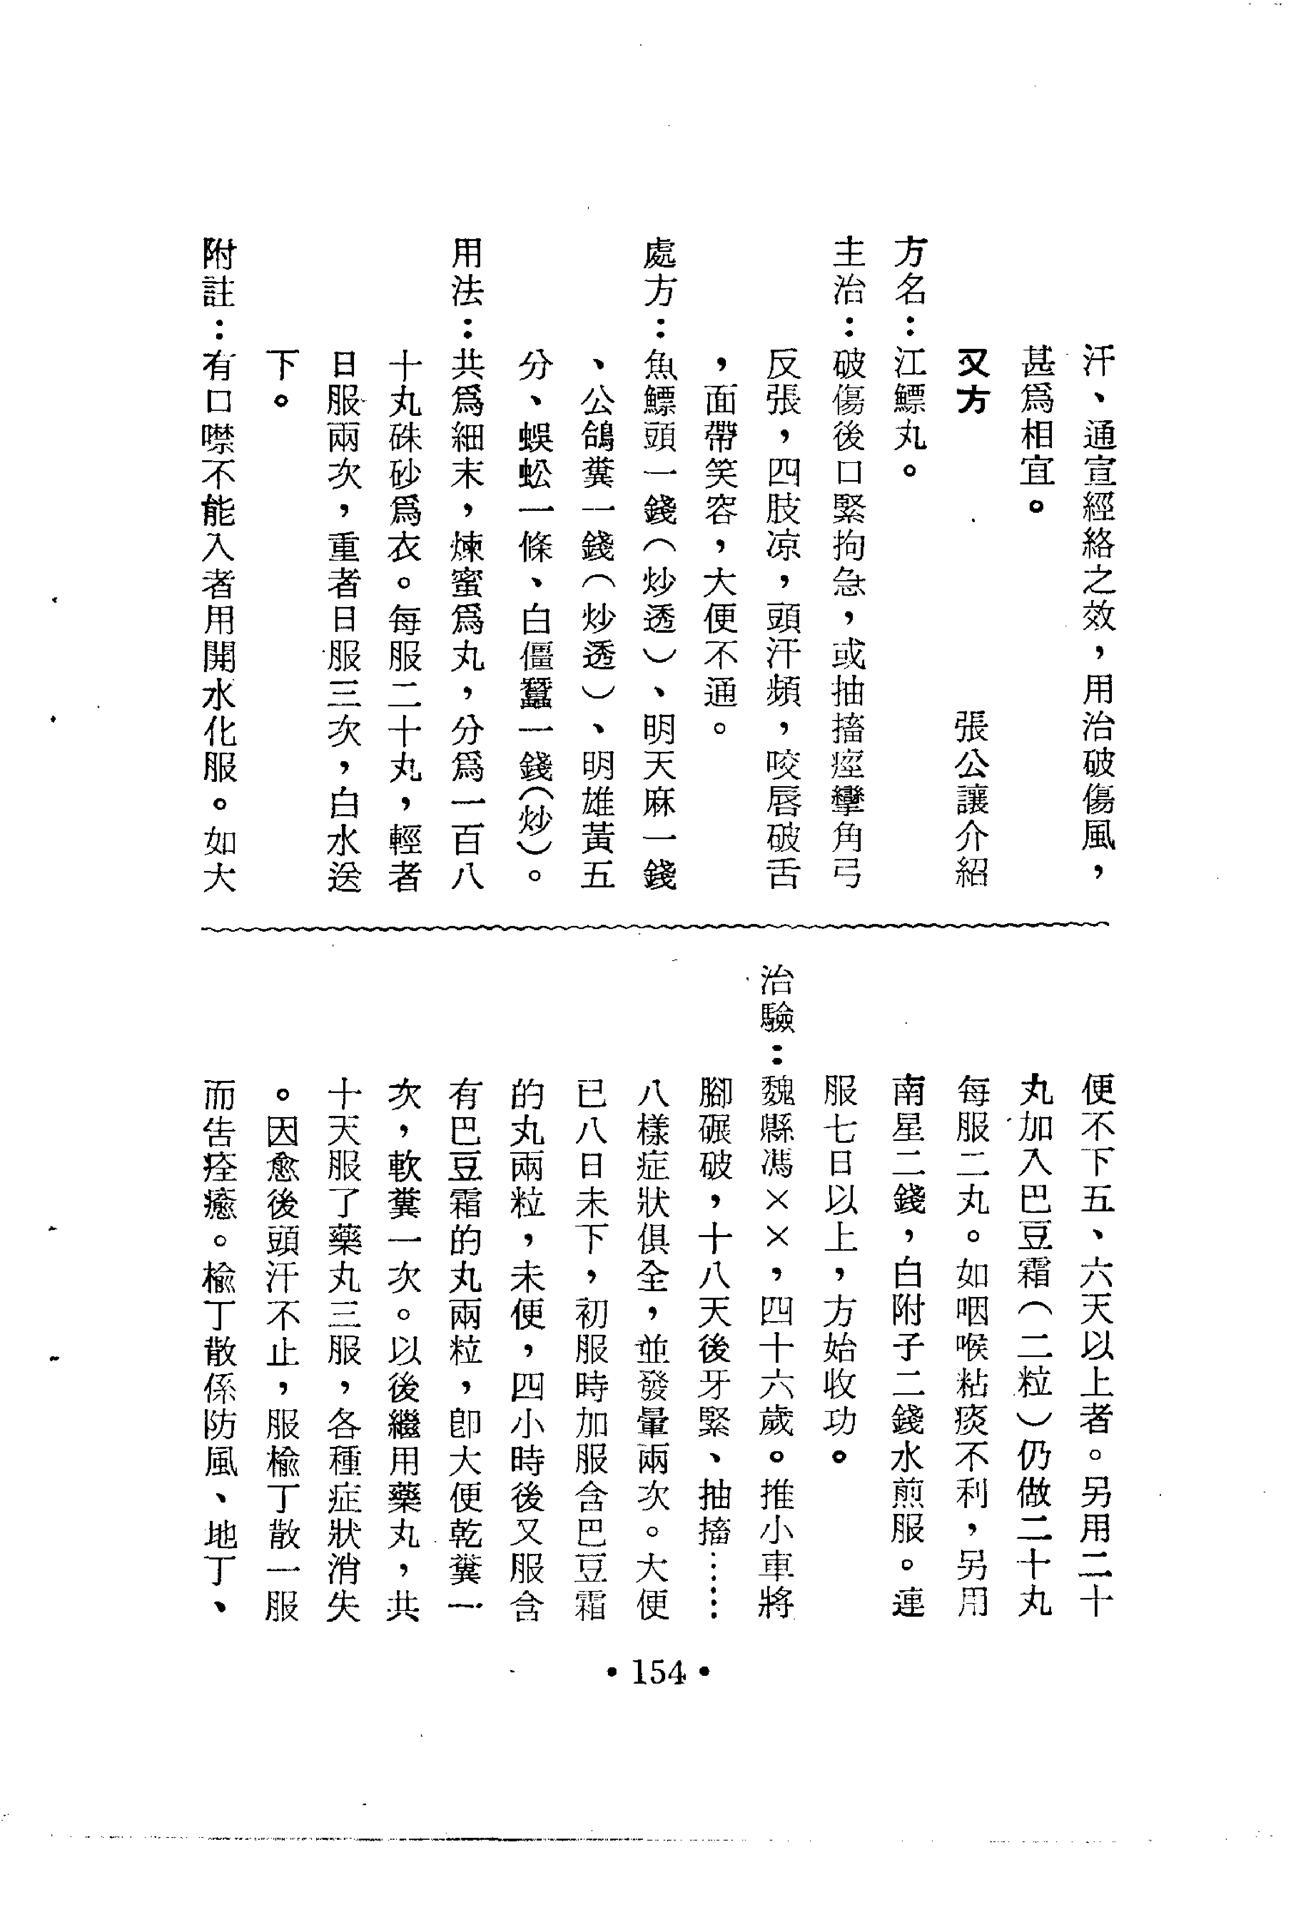 汗、通宣經絡之效，用治破傷風，
甚爲相宜。
又方　　　　　　　　張公讓介紹
方名：江鰾丸。
主治：破傷後口緊拘急，或抽搐痙攣角弓
反張，四肢凉，頭汗頻，咬唇破舌
，面帶笑容，大便不通。
處方：魚鰾頭一錢（炒透）、明天麻一錢
、公鴿糞一錢（炒透）、明雄黃五
分、蜈蚣一條、白僵蠶一錢（炒）。
用法：共爲細末，煉蜜爲丸，分爲一百八
十丸硃砂爲衣。每服二十丸，輕者
日服兩次，重者日服三次，白水送
下。
附註：有口噤不能入者用開水化服。如大
便不下五、六天以上者。另用二十
丸加入巴豆霜（二粒）仍做二十丸
每服二丸。如咽喉粘痰不利，另用
南星二錢，白附子二錢水煎服。連
服七日以上，方始收功。
治驗：魏縣馮××，四十六歲。推小車將
腳碾破，十八天後牙緊、抽搐……
八樣症狀俱全，並發暈兩次。大便
已八日未下，初服時加服含巴豆霜
的丸兩粒，未便，四小時後又服含
有巴豆霜的丸兩粒，卽大便乾糞一
次，軟糞一次。以後繼用藥丸，共
十天服了藥丸三服，各種症狀消失
。因愈後頭汗不止，服榆丁散一服
而告痊癒。榆丁散係防風、地丁、
•154•